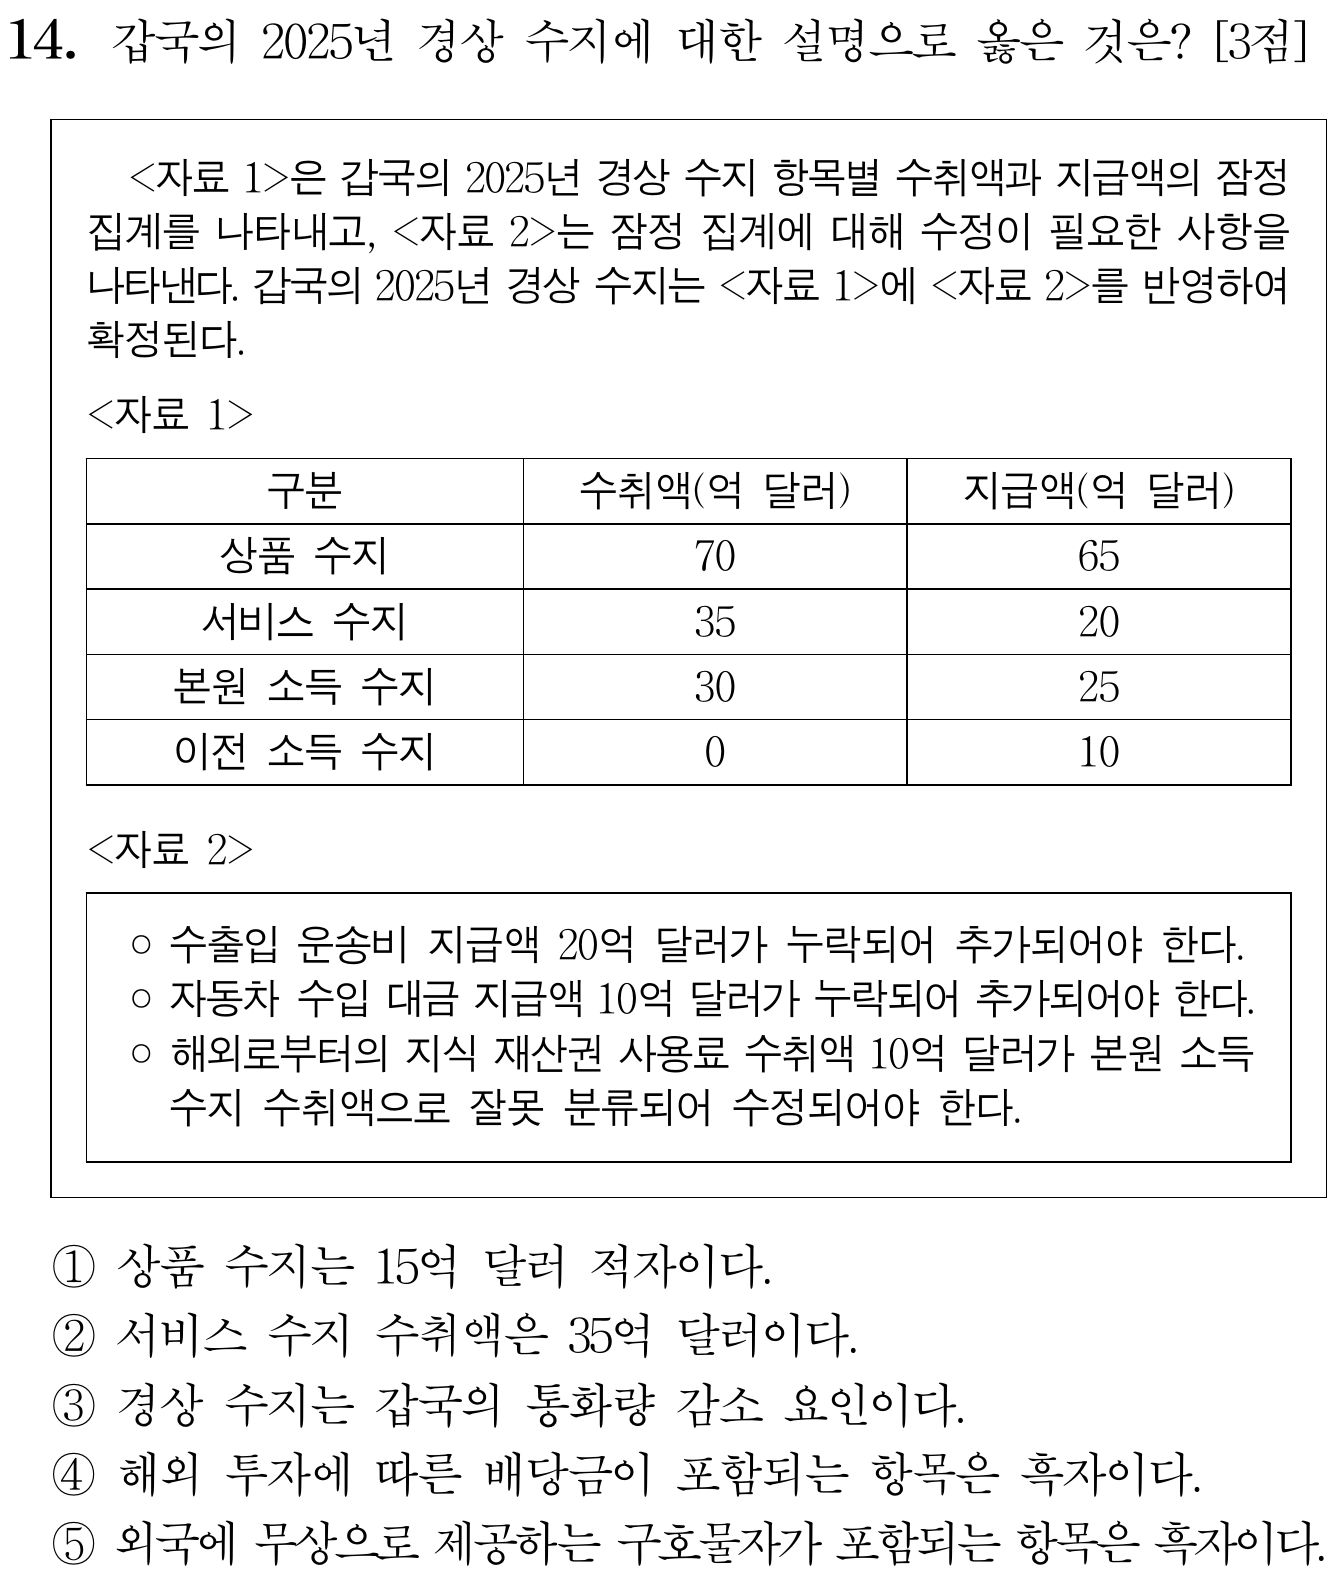 14. 갑국의 2025년 경상 수지에 대한 설명으로 옳은 것은? [3점]
<자료 1>은 갑국의 2025년 경상 수지 항목별 수취액과 지급액의 잠정
집계를 나타내고, <자료 2>는 잠정 집계에 대해 수정이 필요한 사항을
나타낸다. 갑국의 2025년 경상 수지는 <자료 1>에 <자료 2>를 반영하여
확정된다.
<자료 1>
구분 수취액(억 달러) 지급액(억 달러)
상품 수지 70 65
서비스 수지 35 20
본원 소득 수지 30 25
이전 소득 수지 0 10
<자료 2>
○ 수출입 운송비 지급액 20억 달러가 누락되어 추가되어야 한다.
○ 자동차 수입 대금 지급액 10억 달러가 누락되어 추가되어야 한다.
○ 해외로부터의 지식 재산권 사용료 수취액 10억 달러가 본원 소득
수지 수취액으로 잘못 분류되어 수정되어야 한다.
① 상품 수지는 15억 달러 적자이다.
② 서비스 수지 수취액은 35억 달러이다.
③ 경상 수지는 갑국의 통화량 감소 요인이다.
④ 해외 투자에 따른 배당금이 포함되는 항목은 흑자이다.
⑤ 외국에 무상으로 제공하는 구호물자가 포함되는 항목은 흑자이다.